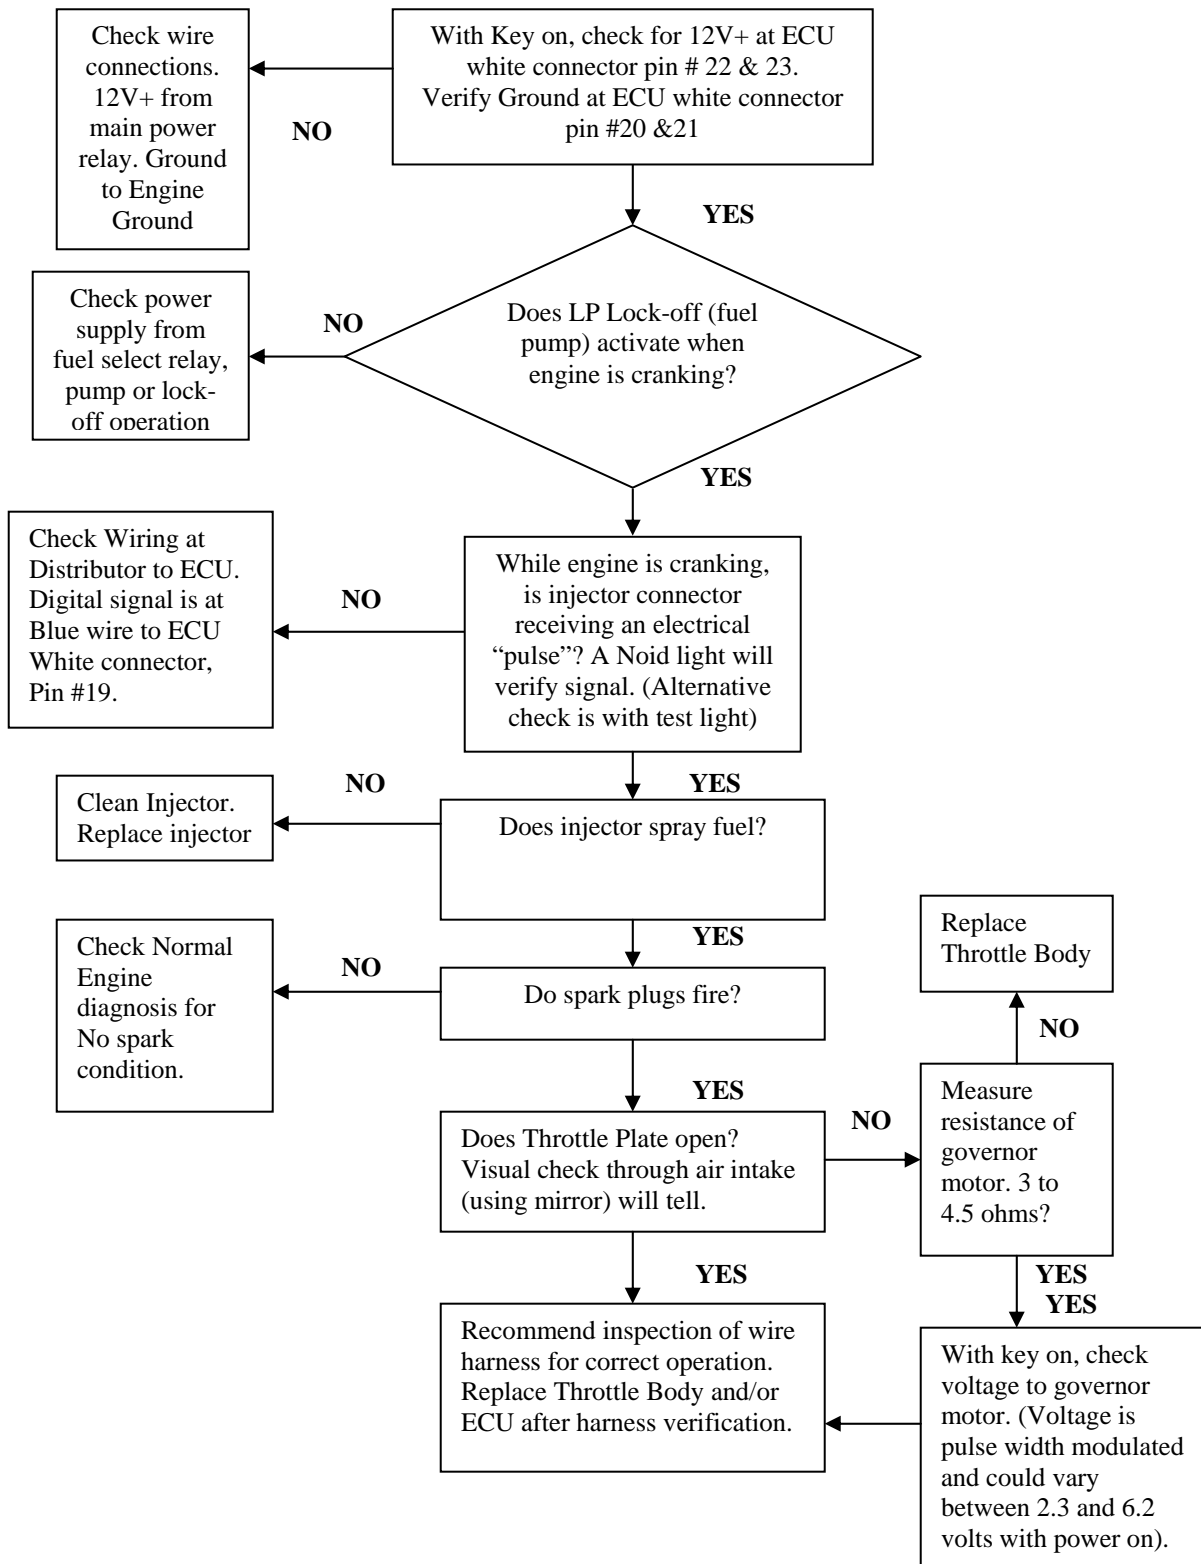 Check wire
connections.
12V+ from
main power
relay. Ground
to Engine
Ground
NO
With Key on, check for 12V+ at ECU
white connector pin # 22 & 23.
Verify Ground at ECU white connector
pin #20 &21
YES
Check power
supply from
fuel select relay,
pump or lock-
off operation
NO
Does LP Lock-off (fuel
pump) activate when
engine is cranking?
YES
Check Wiring at
Distributor to ECU.
Digital signal is at
Blue wire to ECU
White connector,
Pin #19.
NO
While engine is cranking,
is injector connector
receiving an electrical
“pulse”? A Noid light will
verify signal. (Alternative
check is with test light)
YES
Clean Injector.
Replace injector
NO
Does injector spray fuel?
YES
Check Normal
Engine
diagnosis for
No spark
condition.
NO
Do spark plugs fire?
YES
Does Throttle Plate open?
Visual check through air intake
(using mirror) will tell.
NO
Measure
resistance of
governor
motor. 3 to
4.5 ohms?
NO
Replace
Throttle Body
YES
YES
YES
Recommend inspection of wire
harness for correct operation.
Replace Throttle Body and/or
ECU after harness verification.
With key on, check
voltage to governor
motor. (Voltage is
pulse width modulated
and could vary
between 2.3 and 6.2
volts with power on).